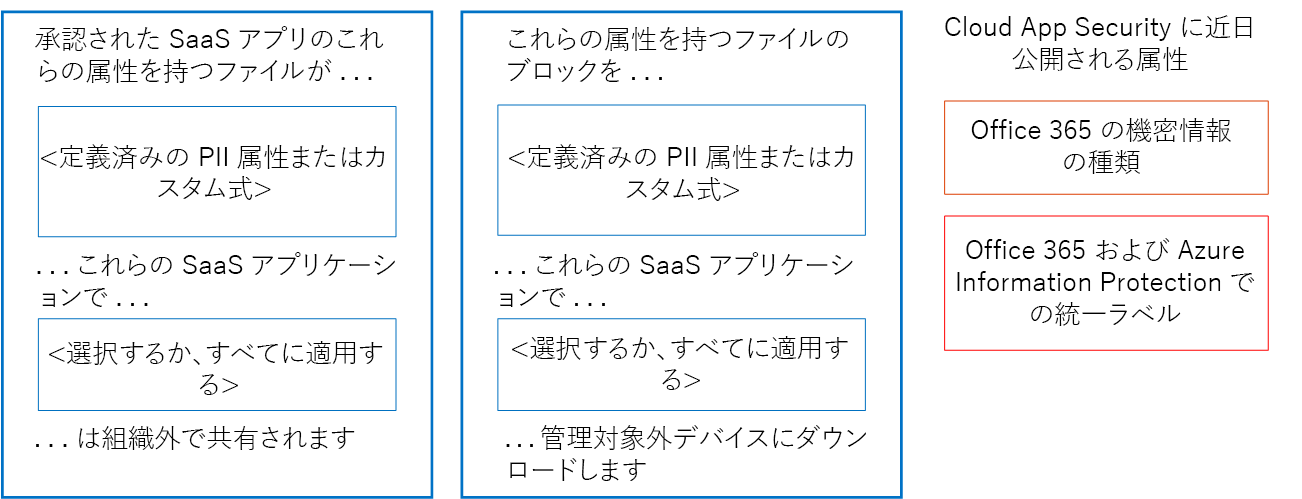 承認された SaaS アプリのこれ
らの属性を持つファイルが . . .
<定義済みの PII 属性またはカ
スタム式>
. . . これらの SaaS アプリケーシ
ョンで . . .
<選択するか、すべてに適用す
る>
. . . は組織外で共有されます
これらの属性を持つファイルの
ブロックを . . .
<定義済みの PII 属性またはカ
スタム式>
. . . これらの SaaS アプリケーシ
ョンで . . .
<選択するか、すべてに適用す
る>
. . . 管理対象外デバイスにダウン
ロードします
Cloud App Security に近日
公開される属性
Office 365 の機密情報
の種類
Office 365 および Azure
Information Protection で
の統一ラベル